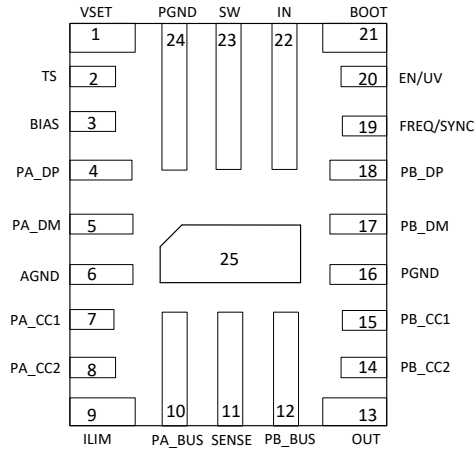 VSET PGND SW IN BOOT
1 24 23 22 21
TS 2 20 EN/UV
BIAS 3 19 FREQ/SYNC
PA_DP 4 18 PB_DP
PA_DM 5 17 PB_DM
25
AGND 6 16 PGND
PA_CC1 7 15 PB_CC1
PA_CC2 8 14 PB_CC2
9 10 11 12 13
ILIM PA_BUS SENSE PB_BUS OUT